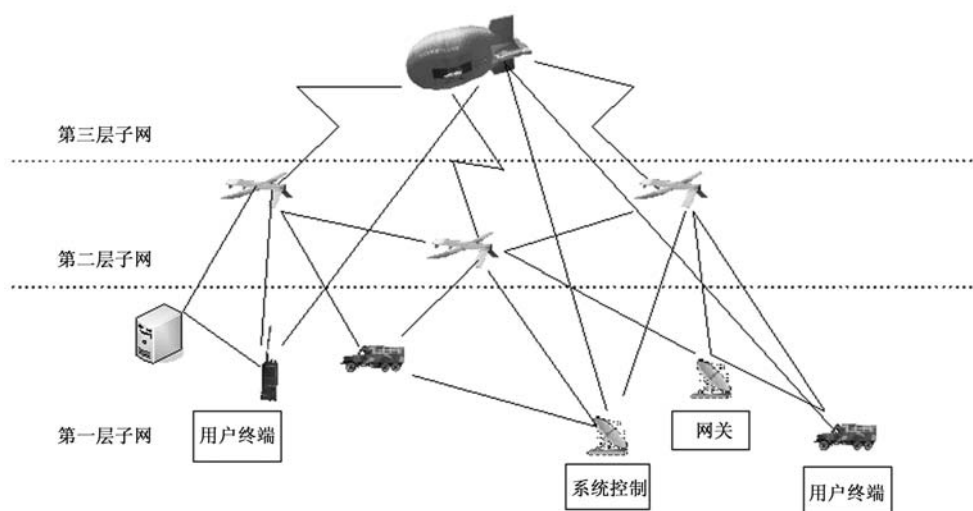 第三层子网
第二层子网
第一层子网
用户终端
网关
系统控制
用户终端